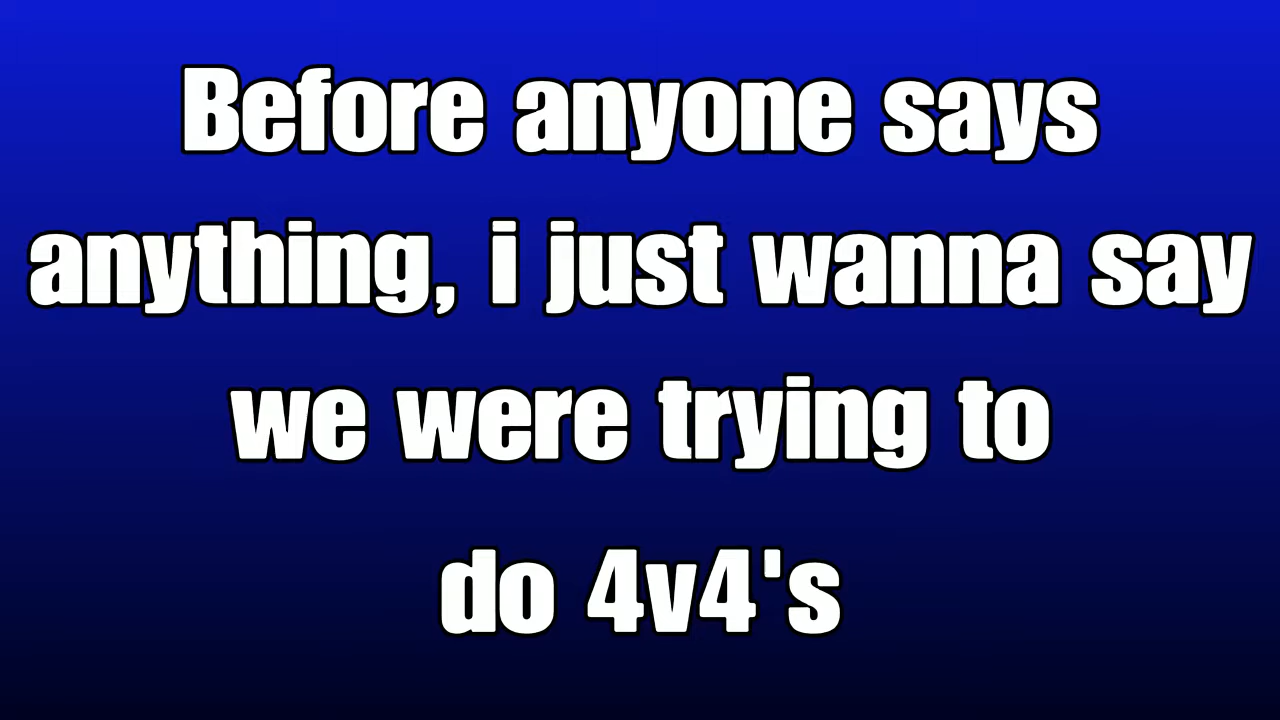 Before anyone says
anything, i just wanna say
we were trying to
do 4v4's